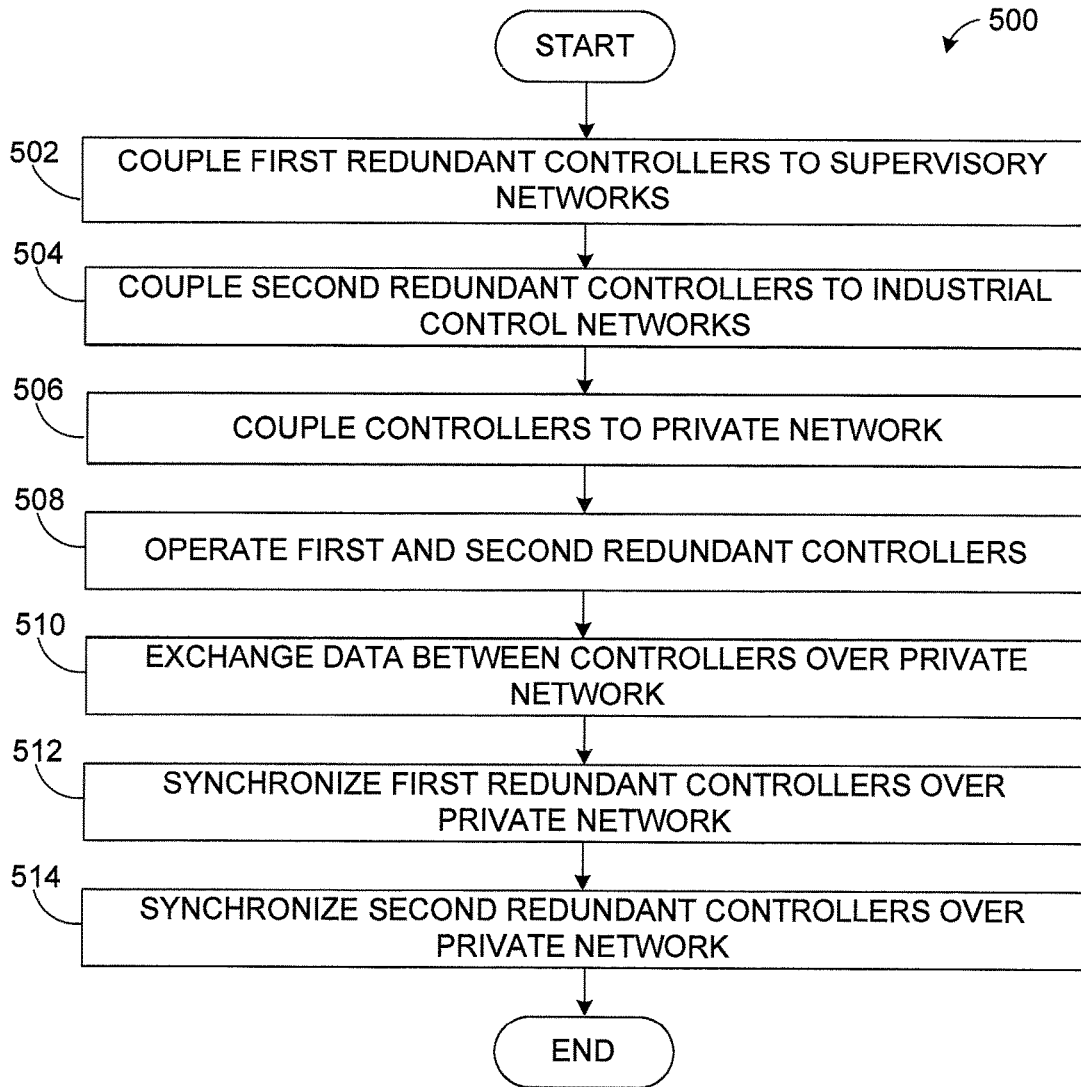 START
500
502
COUPLE FIRST REDUNDANT CONTROLLERS TO SUPERVISORY
NETWORKS
504
COUPLE SECOND REDUNDANT CONTROLLERS TO INDUSTRIAL
CONTROL NETWORKS
506
COUPLE CONTROLLERS TO PRIVATE NETWORK
508
OPERATE FIRST AND SECOND REDUNDANT CONTROLLERS
510
EXCHANGE DATA BETWEEN CONTROLLERS OVER PRIVATE
NETWORK
512
SYNCHRONIZE FIRST REDUNDANT CONTROLLERS OVER
PRIVATE NETWORK
514
SYNCHRONIZE SECOND REDUNDANT CONTROLLERS OVER
PRIVATE NETWORK
END